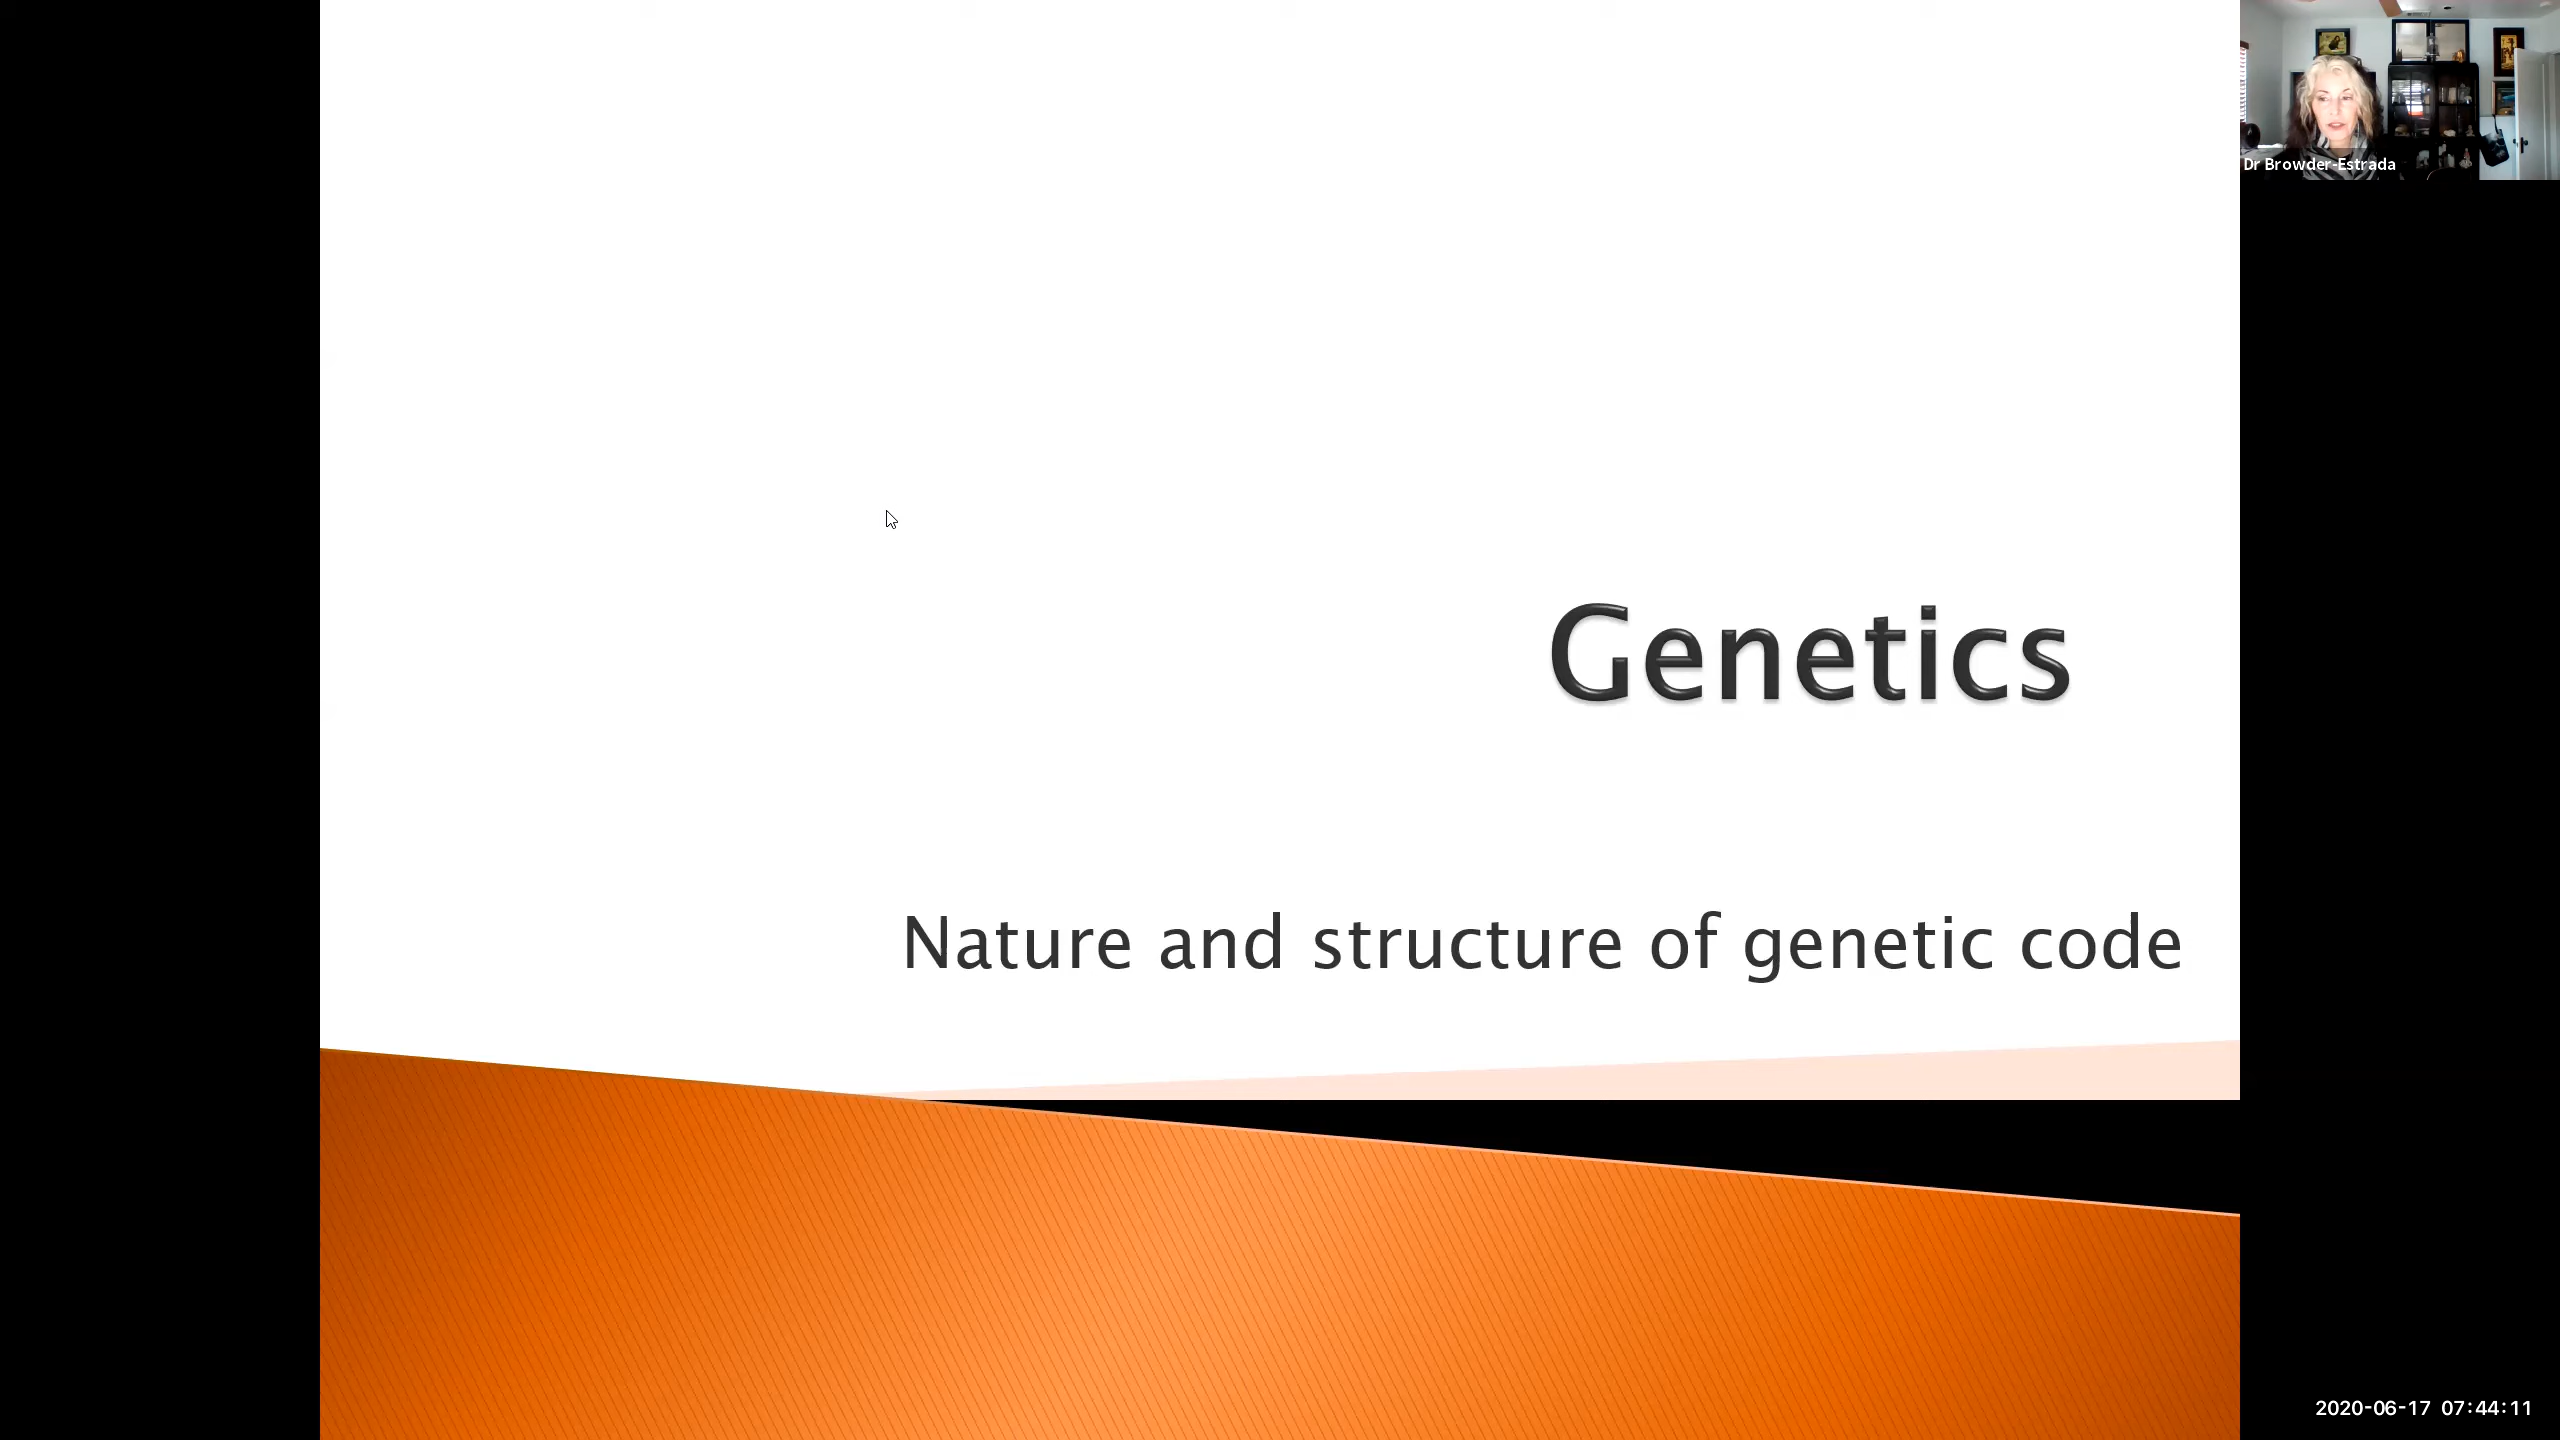 Dr Browder-Estrada
Genetics
Nature and structure of genetic code
2020-06-17 07:44:11